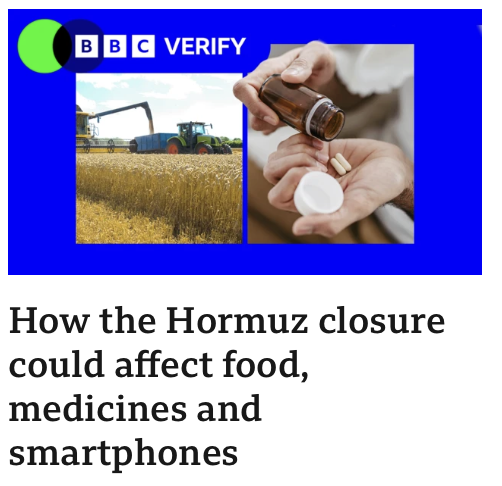 BBC VERIFY
How the Hormuz closure
could affect food,
medicines and
smartphones